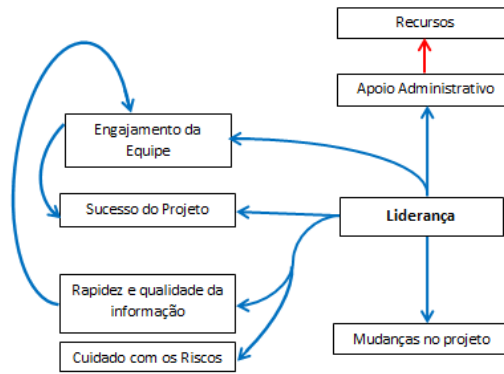 Recursos
Apoio Administrativo
Engajamento da
Equipe
Sucesso do Projeto
Liderança
Rapidez e qualidade da
informação
Mudanças no projeto
Cuidado com os Riscos